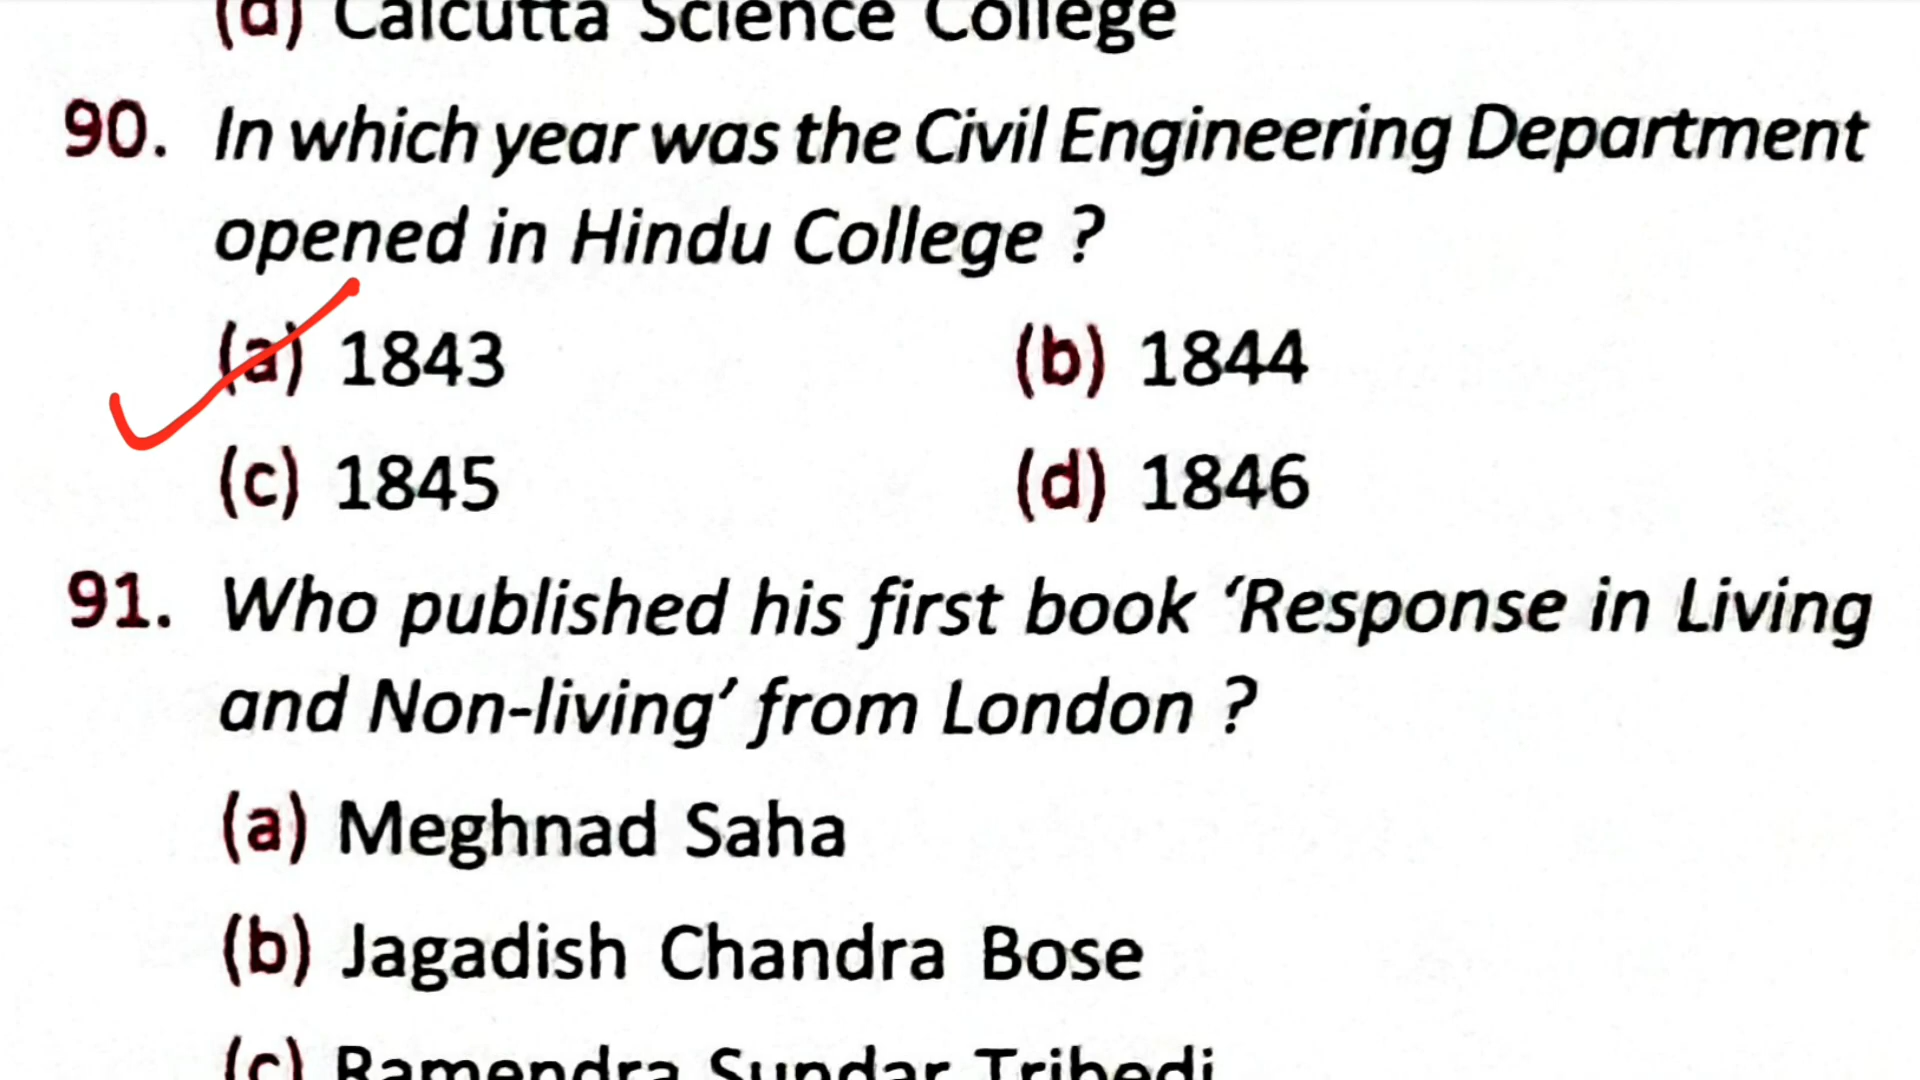 (d) Calcutta Science College
90. In which year was the Civil Engineering Department
opened in Hindu College ?
(a) 1843 (b) 1844
(c) 1845 (d) 1846
91. Who published his first book ‘Response in Living
and Non-living’ from London ?
(a) Meghnad Saha
(b) Jagadish Chandra Bose
(c) Ramendra Sundar Tribedi